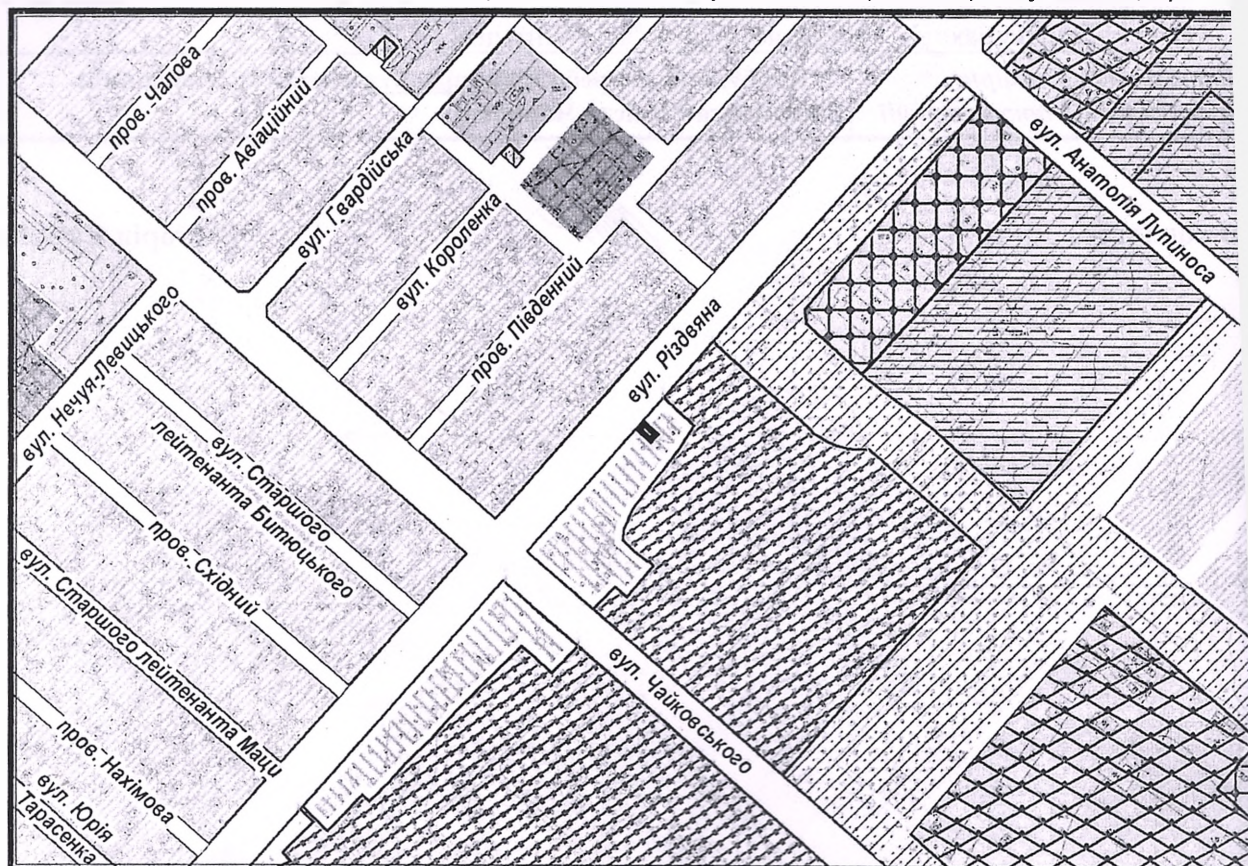 пров. Чалова
пров. Авіаційний
вул. Гвардійська
вул. Короленка
пров. Південний
вул. Різдвяна
вул. Анатолія Лупиноса
вул. Нечуя-Левицького
вул. Старшого
лейтенанта Битюцького
пров. Східний
вул. Старшого лейтенанта Маци
пров. Нахімова
вул. Юрія
Тарасенка
вул. Чайковського